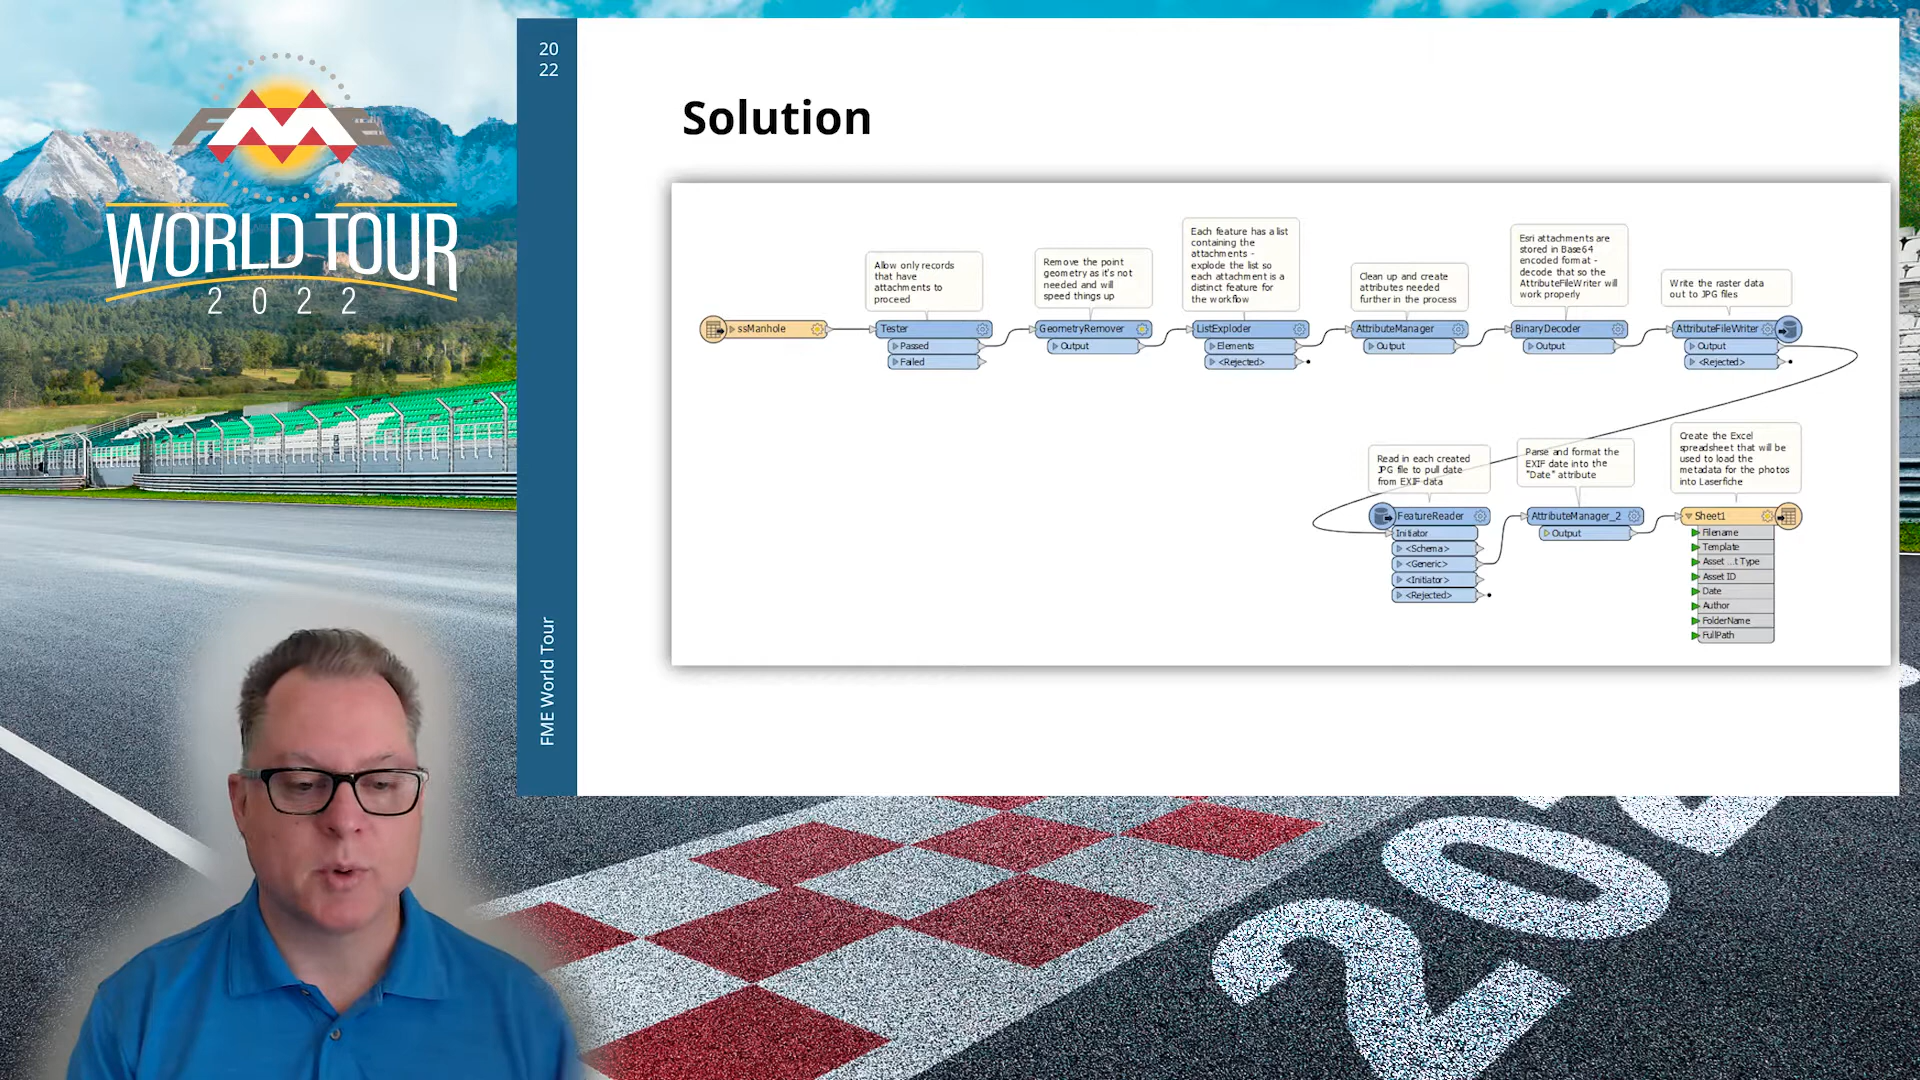 FME
WORLD TOUR
2022
20
22
FME World Tour
Solution
Allow only records
that have
attachments to
proceed
Remove the point
geometry as it's not
needed and will
speed things up
Each feature has a list
containing the
attachments -
explode the list so
each attachment is a
distinct feature for
the workflow
Clean up and create
attributes needed
further in the process
Esri attachments are
stored in Base64
encoded format -
decode that so the
AttributeFileWriter will
work properly
Write the raster data
out to JPG files
ssManhole
Tester
Passed
Failed
GeometryRemover
Output
ListExploder
Elements
<Rejected>
AttributeManager
Output
BinaryDecoder
Output
AttributeFileWriter
Output
<Rejected>
Read in each created
JPG file to pull date
from EXIF data
Parse and format the
EXIF date into the
"Date" attribute
Create the Excel
spreadsheet that will be
used to load the
metadata for the photos
into Laserfiche
FeatureReader
Initiator
<Schema>
<Generic>
<Initiator>
<Rejected>
AttributeManager_2
Output
Sheet1
Filename
Template
Asset ...t Type
Asset ID
Date
Author
FolderName
FullPath
202